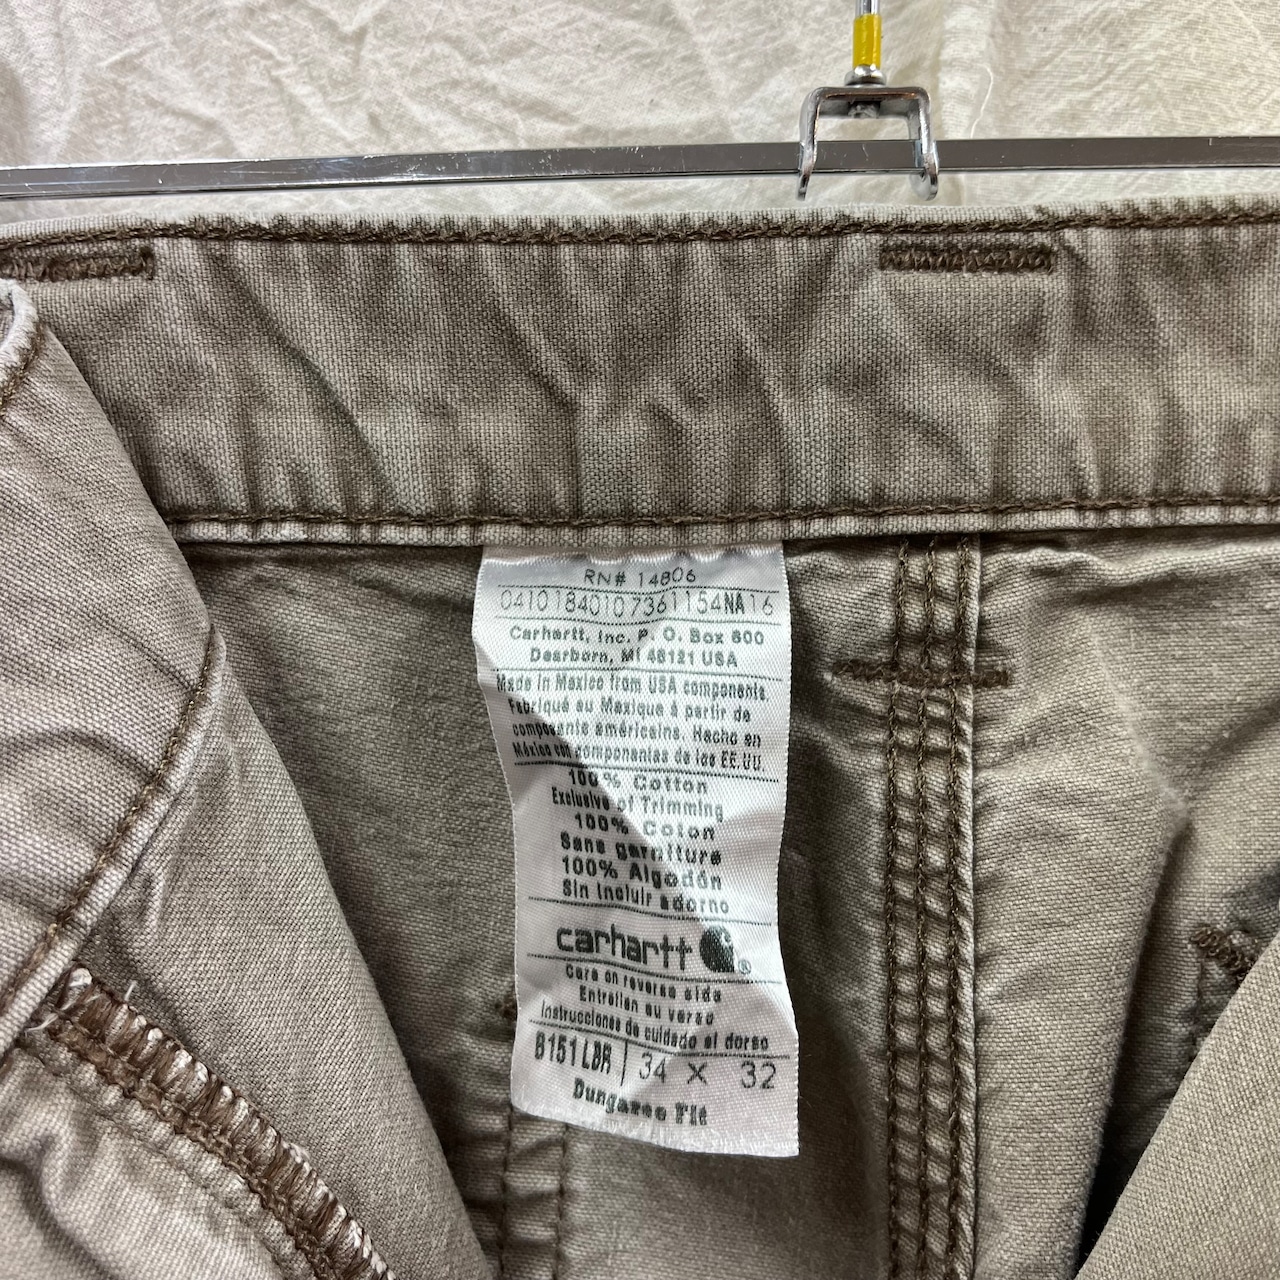 RN# 14806
04101840107361154NA16
Carhartt, Inc. P. O. Box 600
Dearborn, MI 48121 USA
Made in Mexico from USA components
Fabriqué au Mexique à partir de
composante américains. Hecho en
México con componentes de los EE.UU.
100% Cotton
Exclusive of Trimming
100% Coton
Sans garniture
100% Algodón
Sin Incluir adorno
carhartt
Care on reverse side
Entretien au verso
Instrucciones de cuidado al dorso
B151 LBR 34 X 32
Dungaree Fit